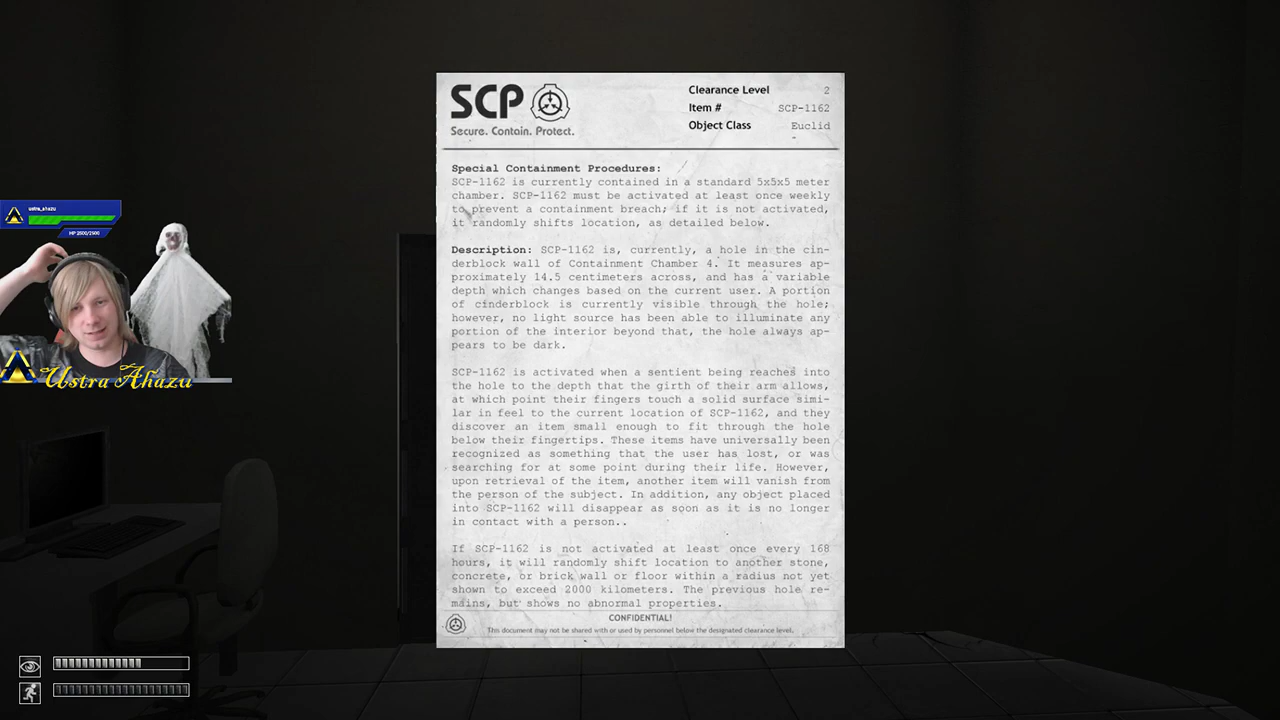 SCP
Secure. Contain. Protect.
Clearance Level 2
Item # SCP-1162
Object Class Euclid
Special Containment Procedures:
SCP-1162 is currently contained in a standard 5x5x5 meter
chamber. SCP-1162 must be activated at least once weekly
to prevent a containment breach; if it is not activated,
it randomly shifts location, as detailed below.
Description: SCP-1162 is, currently, a hole in the cin-
derblock wall of Containment Chamber 4. It measures ap-
proximately 14.5 centimeters across, and has a variable
depth which changes based on the current user. A portion
of cinderblock is currently visible through the hole;
however, no light source has been able to illuminate any
portion of the interior beyond that, the hole always ap-
pears to be dark.
SCP-1162 is activated when a sentient being reaches into
the hole to the depth that the girth of their arm allows,
at which point their fingers touch a solid surface simi-
lar in feel to the current location of SCP-1162, and they
discover an item small enough to fit through the hole
below their fingertips. These items have universally been
recognized as something that the user has lost, or was
searching for at some point during their life. However,
upon retrieval of the item, another item will vanish from
the person of the subject. In addition, any object placed
into SCP-1162 will disappear as soon as it is no longer
in contact with a person..
If SCP-1162 is not activated at least once every 168
hours, it will randomly shift location to another stone,
concrete, or brick wall or floor within a radius not yet
shown to exceed 2000 kilometers. The previous hole re-
mains, but shows no abnormal properties.
CONFIDENTIAL!
This document may not be shared with or used by personnel below the designated clearance level.
ustra_ahazu
HP 2500/2500
Ustra Ahazu